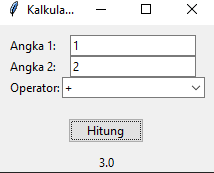 Kalkula...
Angka 1: 1
Angka 2: 2
Operator: +
Hitung
3.0